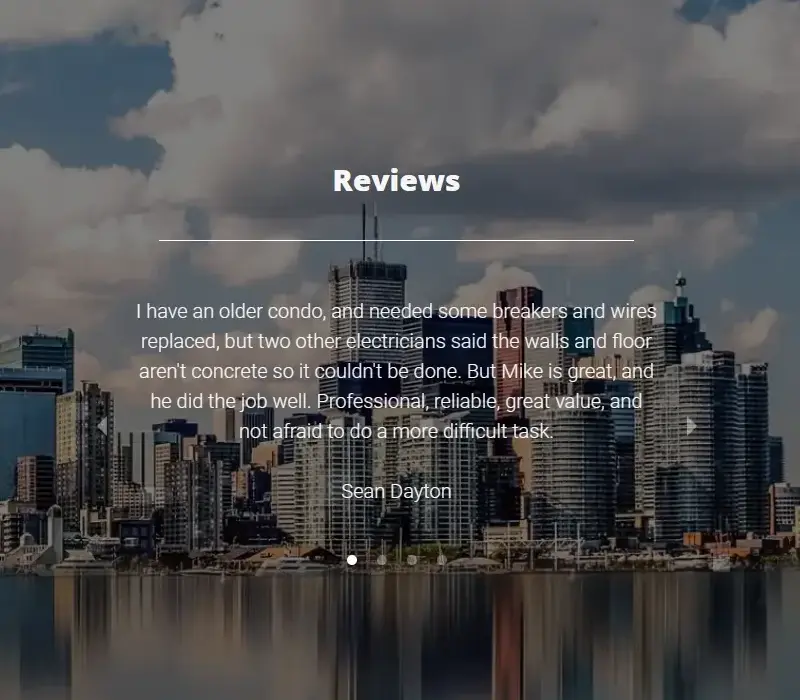 Reviews
I have an older condo, and needed some breakers and wires
replaced, but two other electricians said the walls and floor
aren't concrete so it couldn't be done. But Mike is great, and
he did the job well. Professional, reliable, great value, and
not afraid to do a more difficult task.
Sean Dayton